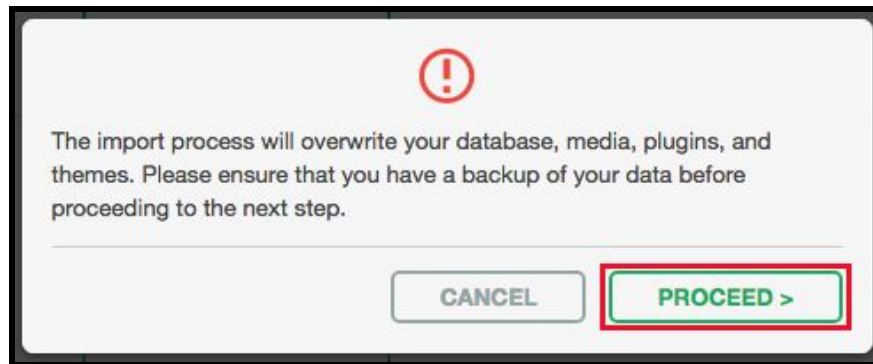 The import process will overwrite your database, media, plugins, and
themes. Please ensure that you have a backup of your data before
proceeding to the next step.
CANCEL
PROCEED >